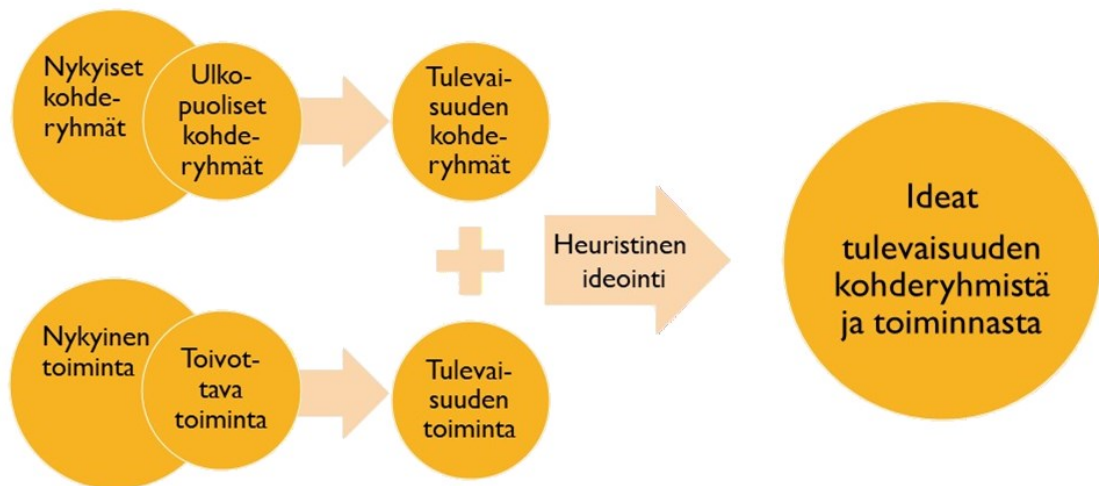 Nykyiset
kohde-
ryhmät
Ulko-
puoliset
kohde-
ryhmät
Tulevai-
suuden
kohde-
ryhmät
Heuristinen
ideointi
Ideat
tulevaisuuden
kohderyhmistä
ja toiminnasta
Nykyinen
toiminta
Toivot-
tava
toiminta
Tulevai-
suuden
toiminta